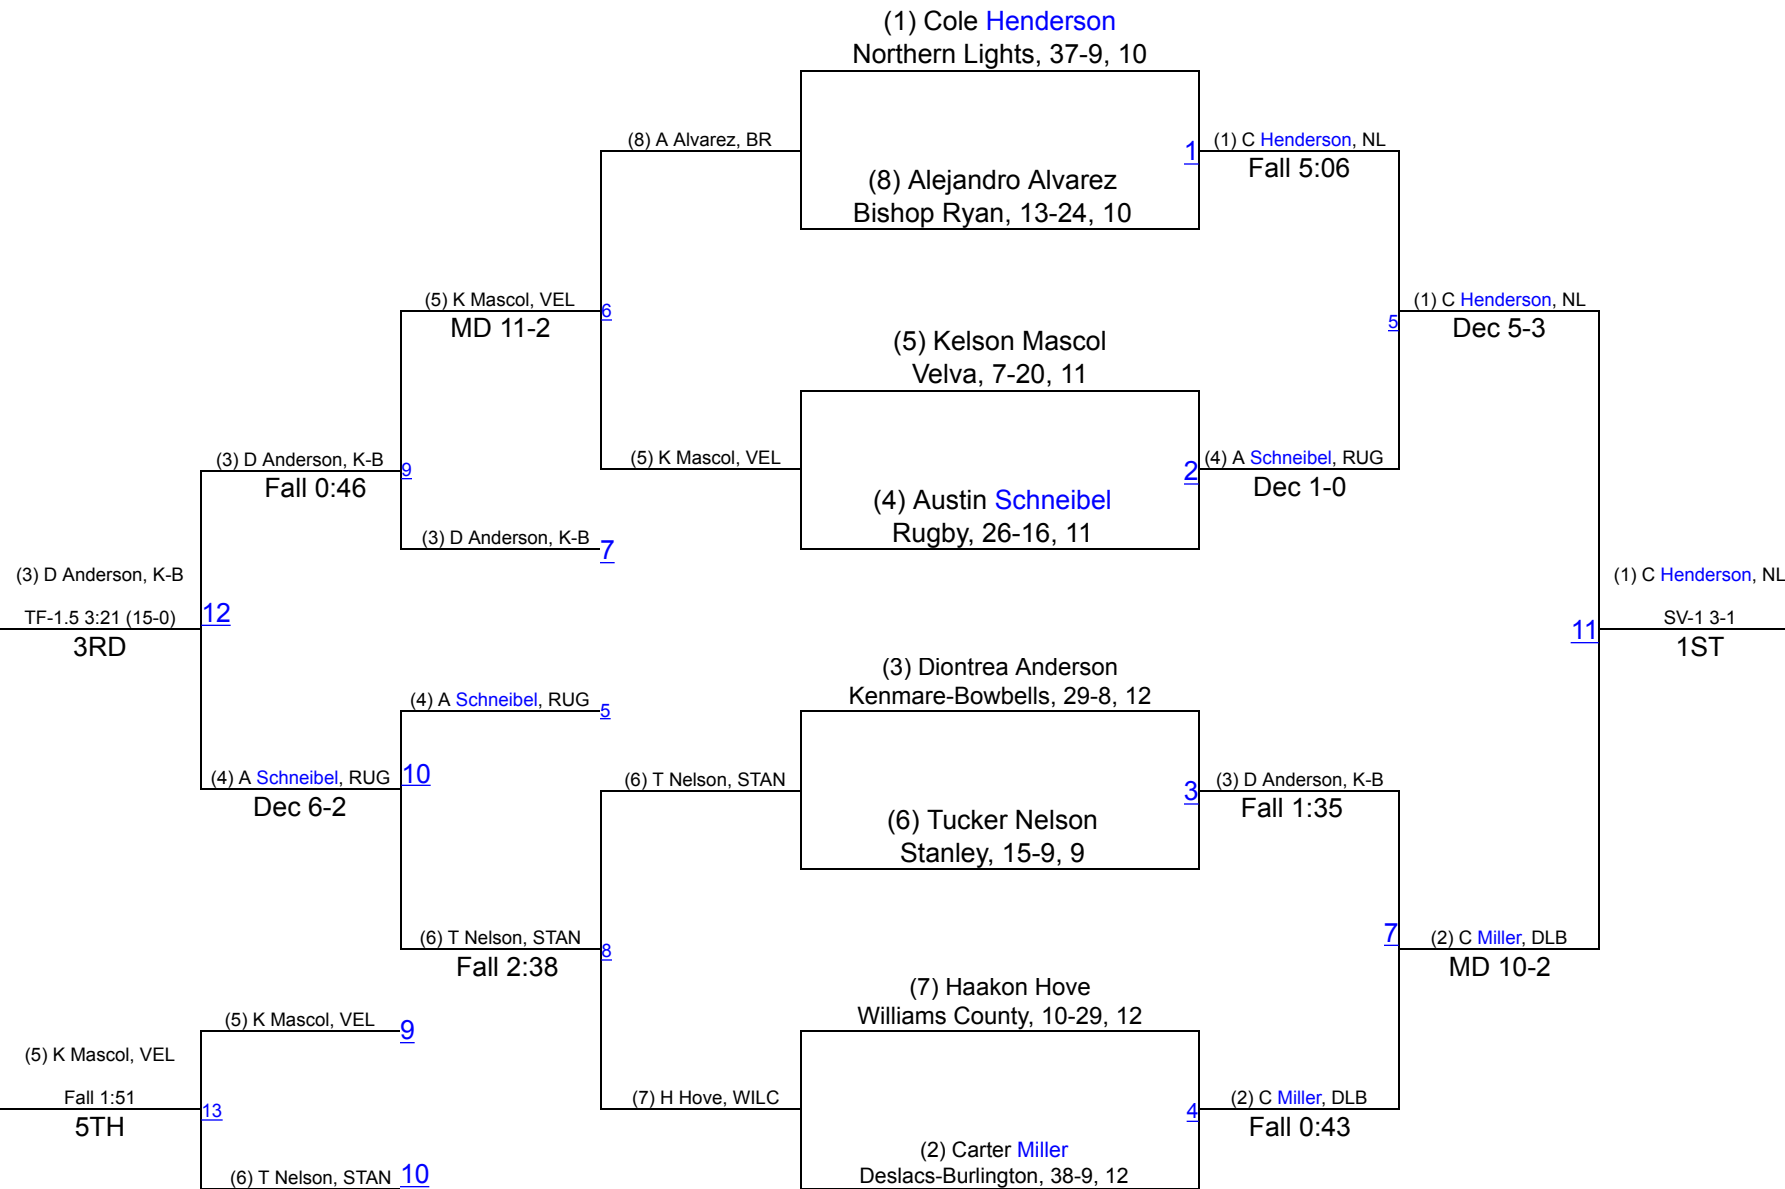 (1) Cole Henderson
Northern Lights, 37-9, 10
(8) A Alvarez, BR
1
(1) C Henderson, NL
Fall 5:06
(8) Alejandro Alvarez
Bishop Ryan, 13-24, 10
(5) K Mascol, VEL
MD 11-2
6
(1) C Henderson, NL
Dec 5-3
5
(5) Kelson Mascol
Velva, 7-20, 11
(3) D Anderson, K-B
Fall 0:46
9
(5) K Mascol, VEL
2
(4) A Schneibel, RUG
Dec 1-0
(4) Austin Schneibel
Rugby, 26-16, 11
(3) D Anderson, K-B
7
(3) D Anderson, K-B
TF-1.5 3:21 (15-0)
3RD
12
(1) C Henderson, NL
SV-1 3-1
1ST
11
(3) Diontrea Anderson
Kenmare-Bowbells, 29-8, 12
(4) A Schneibel, RUG
5
(4) A Schneibel, RUG
Dec 6-2
10
(6) T Nelson, STAN
3
(3) D Anderson, K-B
Fall 1:35
(6) Tucker Nelson
Stanley, 15-9, 9
(6) T Nelson, STAN
Fall 2:38
8
7
(2) C Miller, DLB
MD 10-2
(7) Haakon Hove
Williams County, 10-29, 12
(5) K Mascol, VEL
9
(5) K Mascol, VEL
Fall 1:51
5TH
13
(7) H Hove, WILC
4
(2) C Miller, DLB
Fall 0:43
(2) Carter Miller
Deslacs-Burlington, 38-9, 12
(6) T Nelson, STAN
10